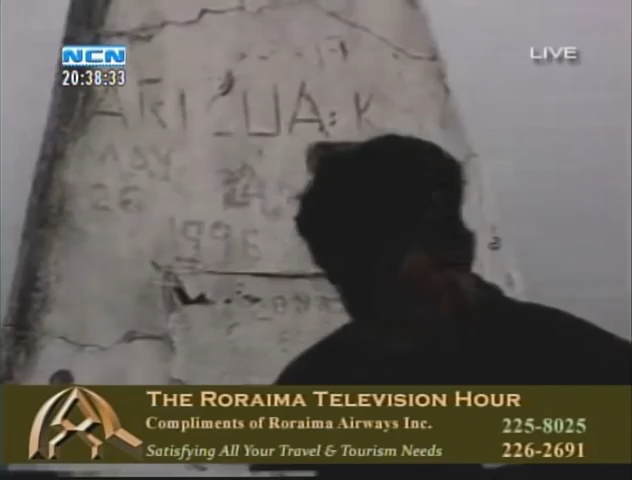 NCN
LIVE
20:38:33
MAY
26
1996
THE RORAIMA TELEVISION HOUR
Compliments of Roraima Airways Inc.
225-8025
Satisfying All Your Travel & Tourism Needs
226-2691